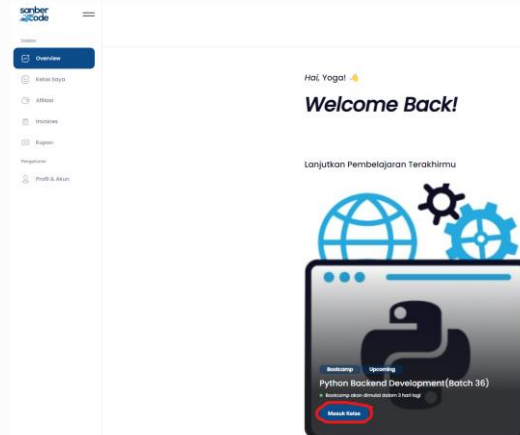 sanber
code
Overview
Kelas Saya
Afiliasi
Invoices
Kupon
Pengaturan
Profil & Akun
Hai, Yoga! 👋
Welcome Back!
Lanjutkan Pembelajaran Terakhirmu
Bootcamp Upcoming
Python Backend Development(Batch 36)
Bootcamp akan dimulai dalam 3 hari lagi
Masuk Kelas